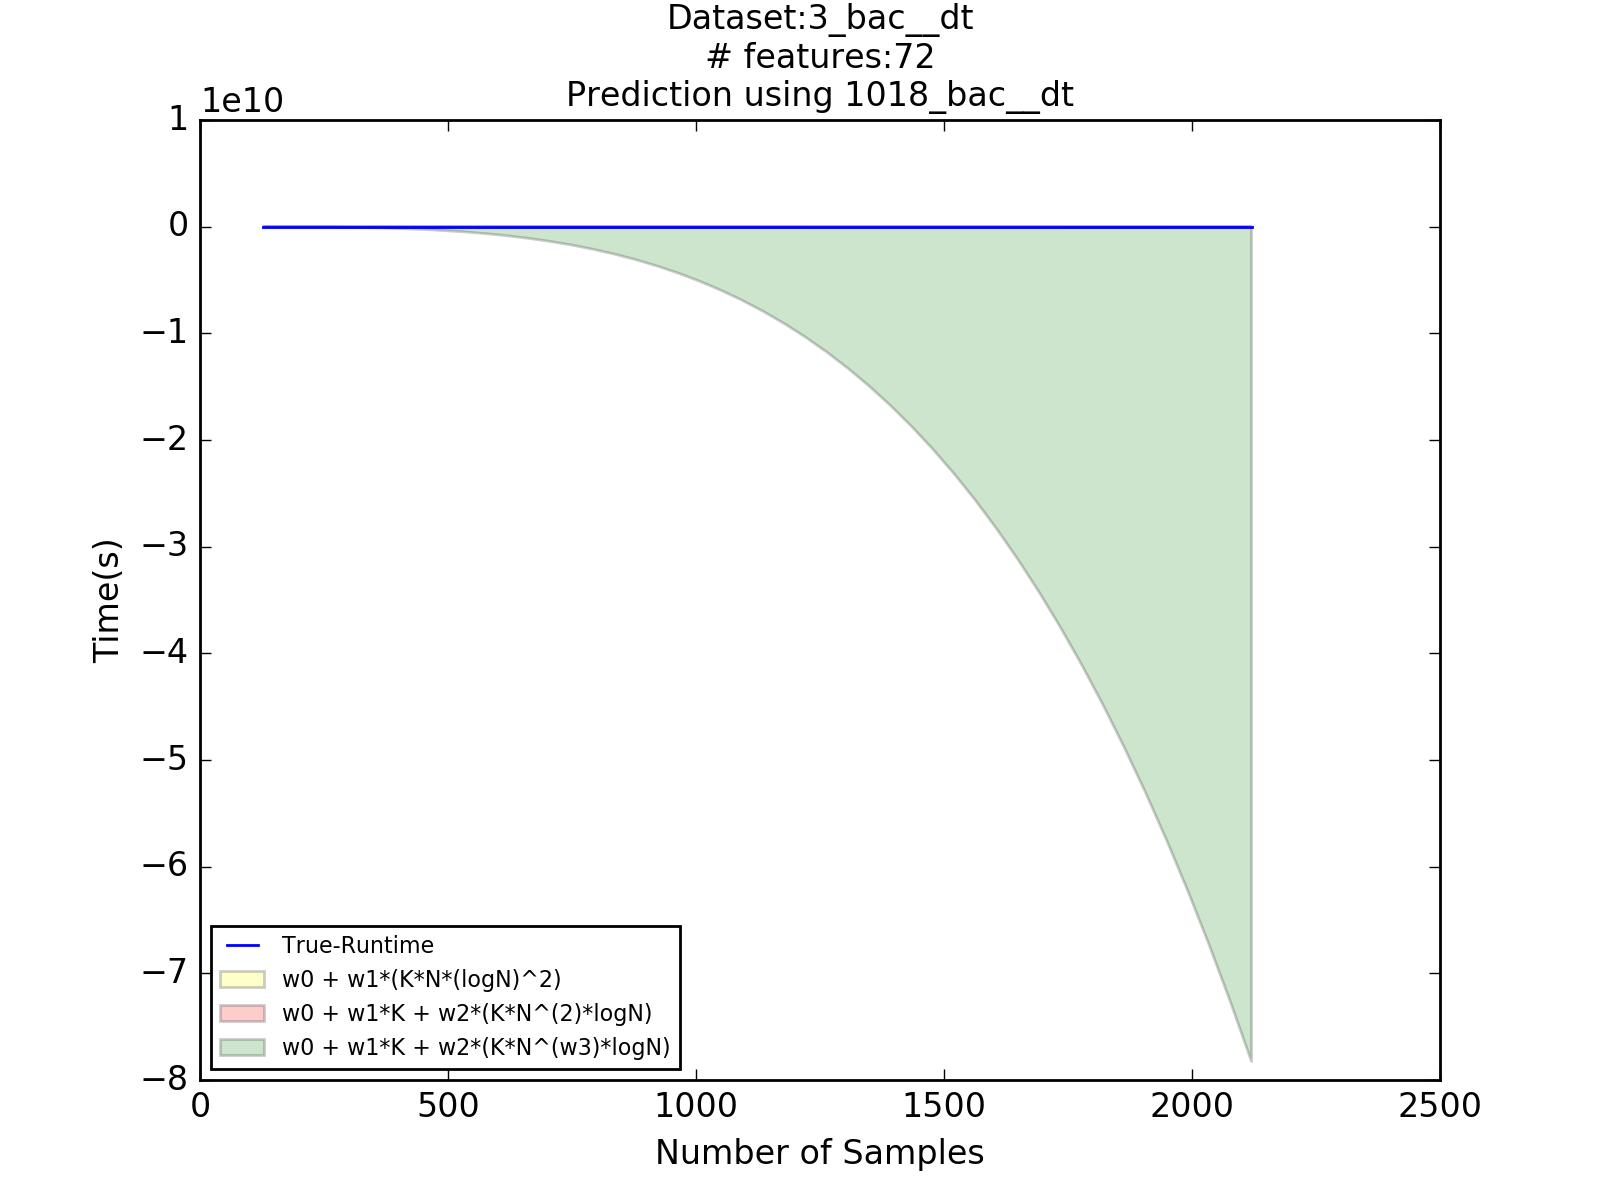 Dataset:3_bac__dt
# features:72
Prediction using 1018_bac__dt
1e10
1
0
−1
−2
−3
−4
−5
−6
−7
−8
Time(s)
True-Runtime
w0 + w1*(K*N*(logN)^2)
w0 + w1*K + w2*(K*N^(2)*logN)
w0 + w1*K + w2*(K*N^(w3)*logN)
0 500 1000 1500 2000 2500
Number of Samples